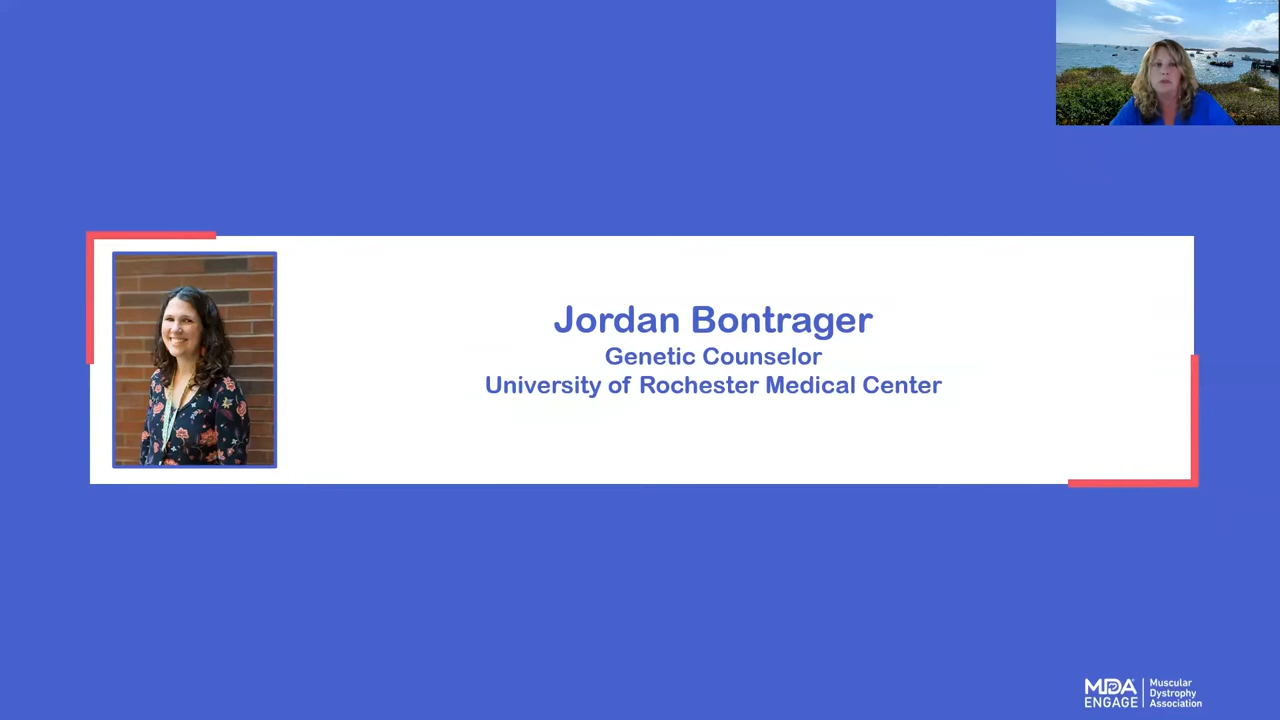 Jordan Bontrager
Genetic Counselor
University of Rochester Medical Center
MDA
ENGAGE
Muscular
Dystrophy
Association